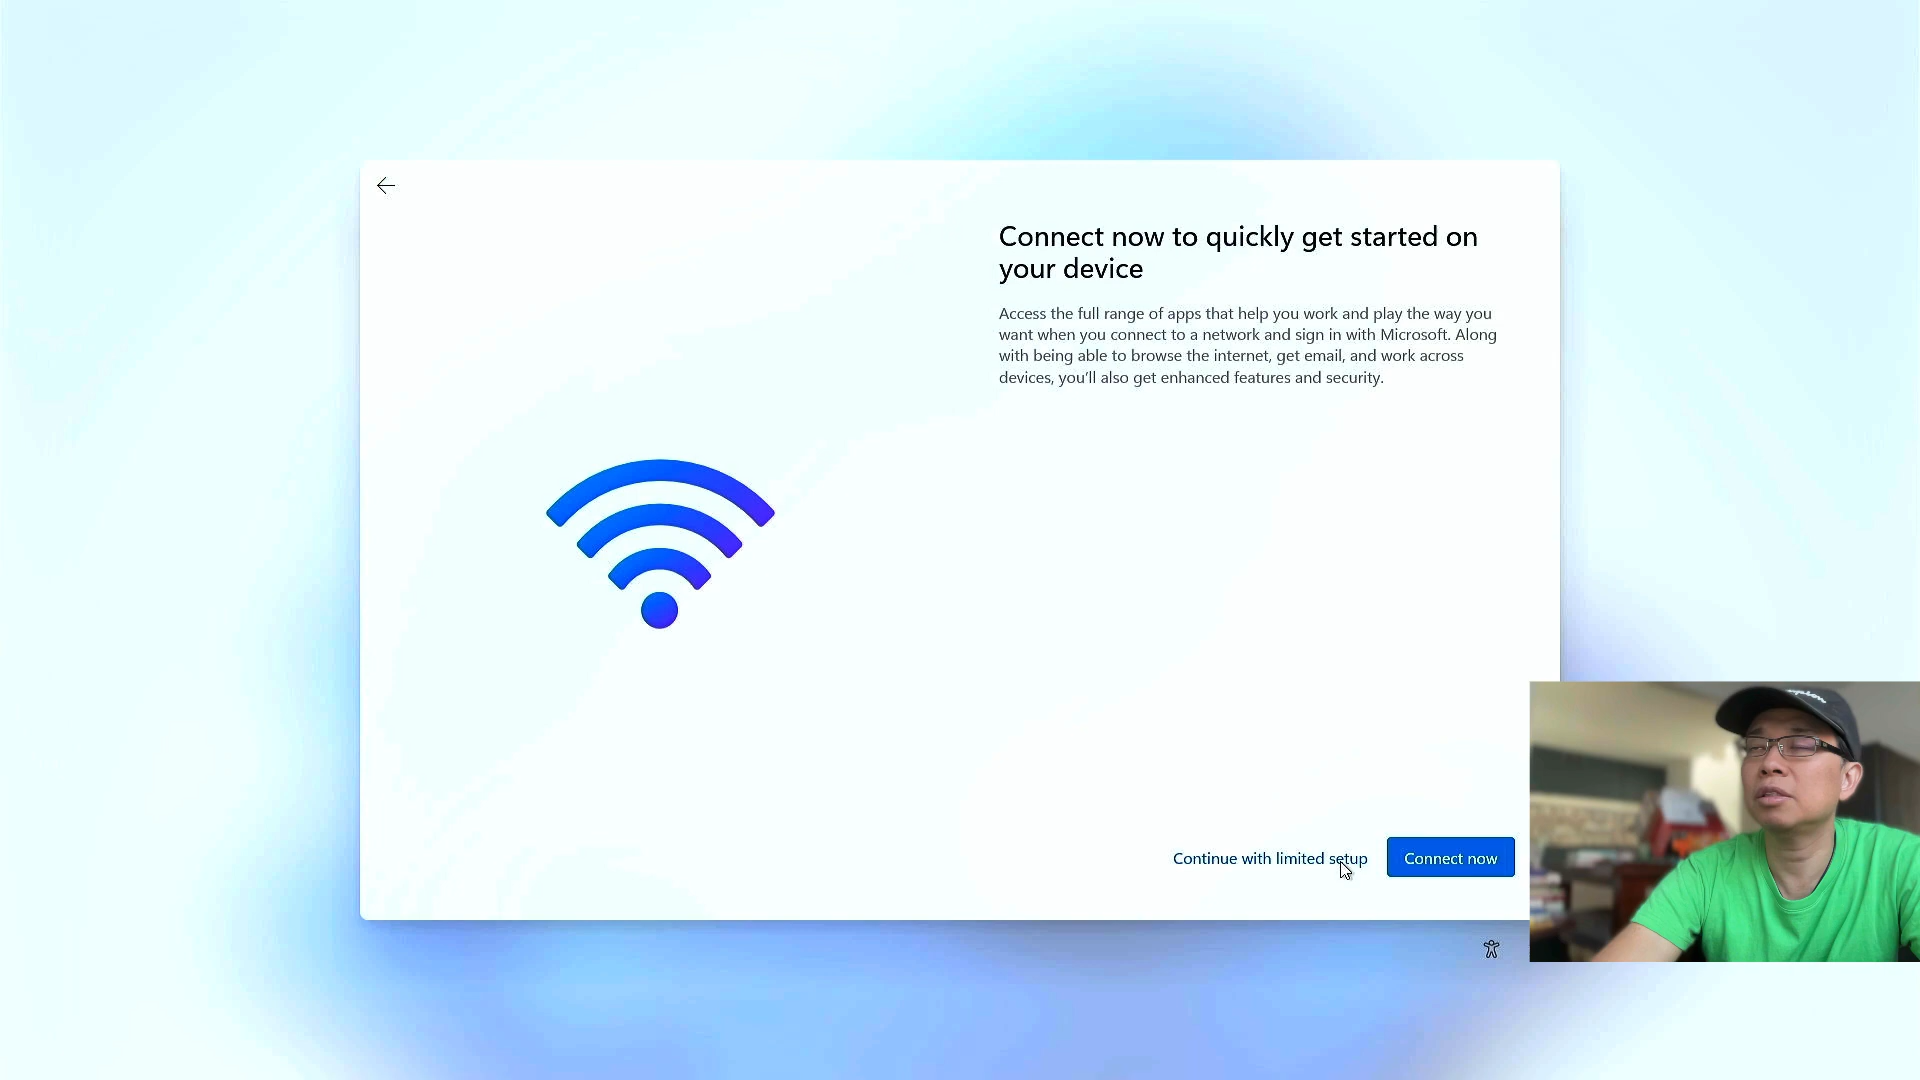 Connect now to quickly get started on
your device
Access the full range of apps that help you work and play the way you
want when you connect to a network and sign in with Microsoft. Along
with being able to browse the internet, get email, and work across
devices, you’ll also get enhanced features and security.
Continue with limited setup
Connect now